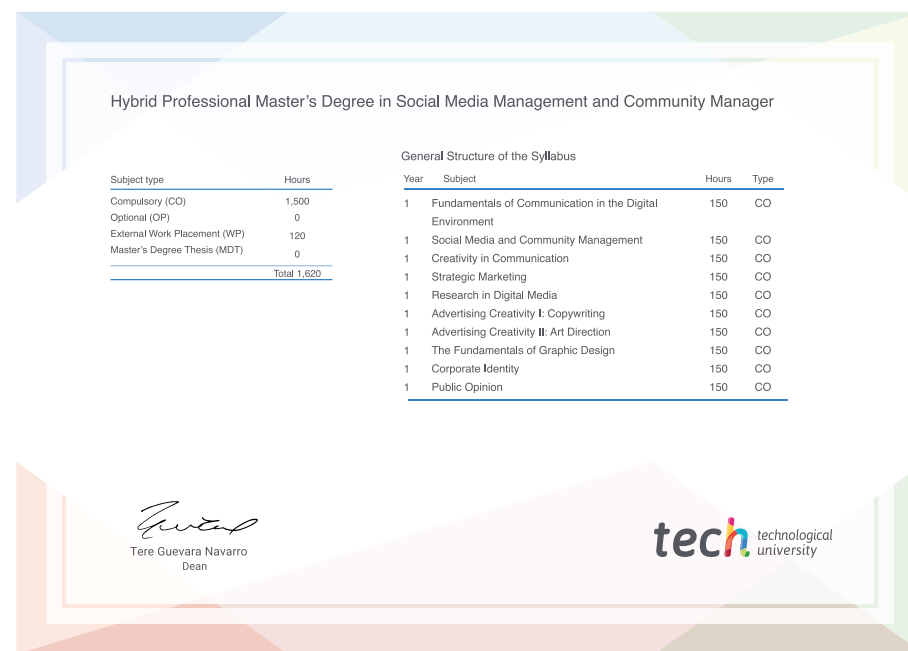 Hybrid Professional Master's Degree in Social Media Management and Community Manager
Subject type Hours
Compulsory (CO) 1,500
Optional (OP) 0
External Work Placement (WP) 120
Master's Degree Thesis (MDT) 0
Total 1,620
General Structure of the Syllabus
Year Subject Hours Type
1 Fundamentals of Communication in the Digital 150 CO
Environment
1 Social Media and Community Management 150 CO
1 Creativity in Communication 150 CO
1 Strategic Marketing 150 CO
1 Research in Digital Media 150 CO
1 Advertising Creativity I: Copywriting 150 CO
1 Advertising Creativity II: Art Direction 150 CO
1 The Fundamentals of Graphic Design 150 CO
1 Corporate Identity 150 CO
1 Public Opinion 150 CO
Tere Guevara Navarro
Dean
tech technological
university